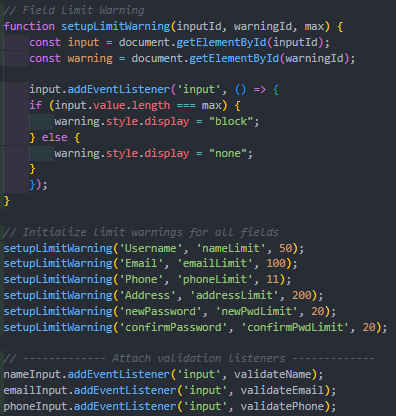 // Field Limit Warning
function setupLimitWarning(inputId, warningId, max) {
    const input = document.getElementById(inputId);
    const warning = document.getElementById(warningId);

    input.addEventListener('input', () => {
    if (input.value.length === max) {
        warning.style.display = "block";
    } else {
        warning.style.display = "none";
    }
    });
}

// Initialize limit warnings for all fields
setupLimitWarning('Username', 'nameLimit', 50);
setupLimitWarning('Email', 'emailLimit', 100);
setupLimitWarning('Phone', 'phoneLimit', 11);
setupLimitWarning('Address', 'addressLimit', 200);
setupLimitWarning('newPassword', 'newPwdLimit', 20);
setupLimitWarning('confirmPassword', 'confirmPwdLimit', 20);

// ------------- Attach validation listeners -------------
nameInput.addEventListener('input', validateName);
emailInput.addEventListener('input', validateEmail);
phoneInput.addEventListener('input', validatePhone);